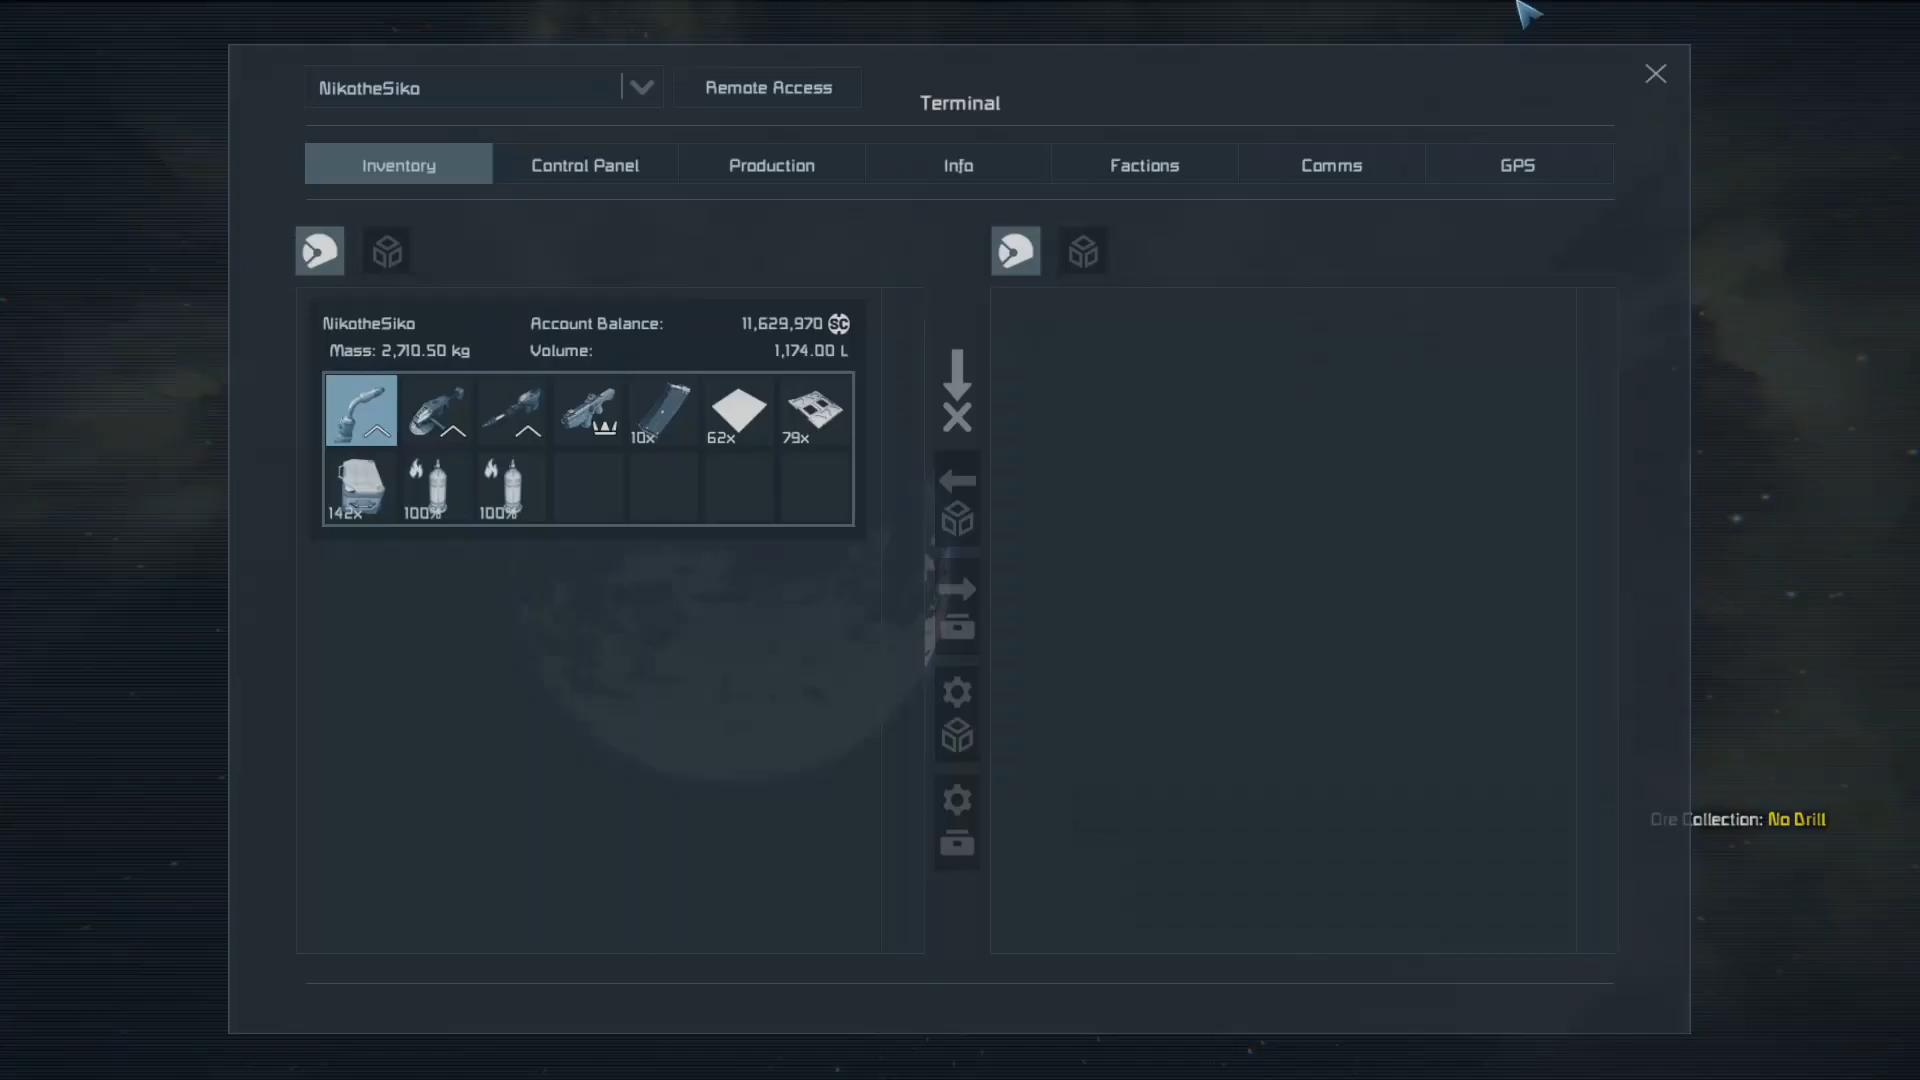 NikotheSiko
Remote Access
Terminal
Inventory
Control Panel
Production
Info
Factions
Comms
GPS
NikotheSiko
Account Balance:
11,629,970 SC
Mass: 2,710.50 kg
Volume:
1,174.00 L
10x
62x
79x
142x
100%
100%
Ore Collection: No Drill